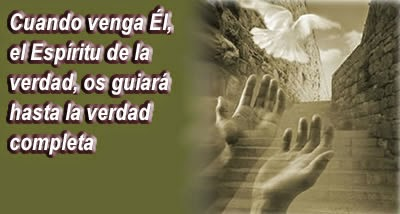 Cuando venga Él,
el Espíritu de la
verdad, os guiará
hasta la verdad
completa